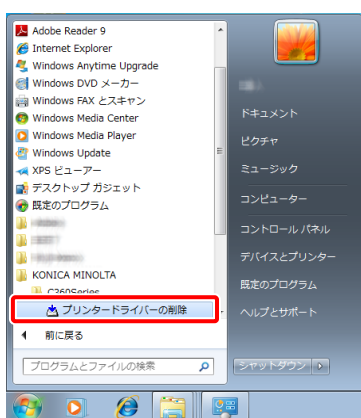 Adobe Reader 9
Internet Explorer
Windows Anytime Upgrade
Windows DVD メーカー
Windows FAX とスキャン
Windows Media Center
Windows Media Player
Windows Update
XPS ビューアー
デスクトップ ガジェット
既定のプログラム
KONICA MINOLTA
C360Series
プリンタードライバーの削除
前に戻る
プログラムとファイルの検索
ドキュメント
ピクチャ
ミュージック
コンピューター
コントロール パネル
デバイスとプリンター
既定のプログラム
ヘルプとサポート
シャットダウン